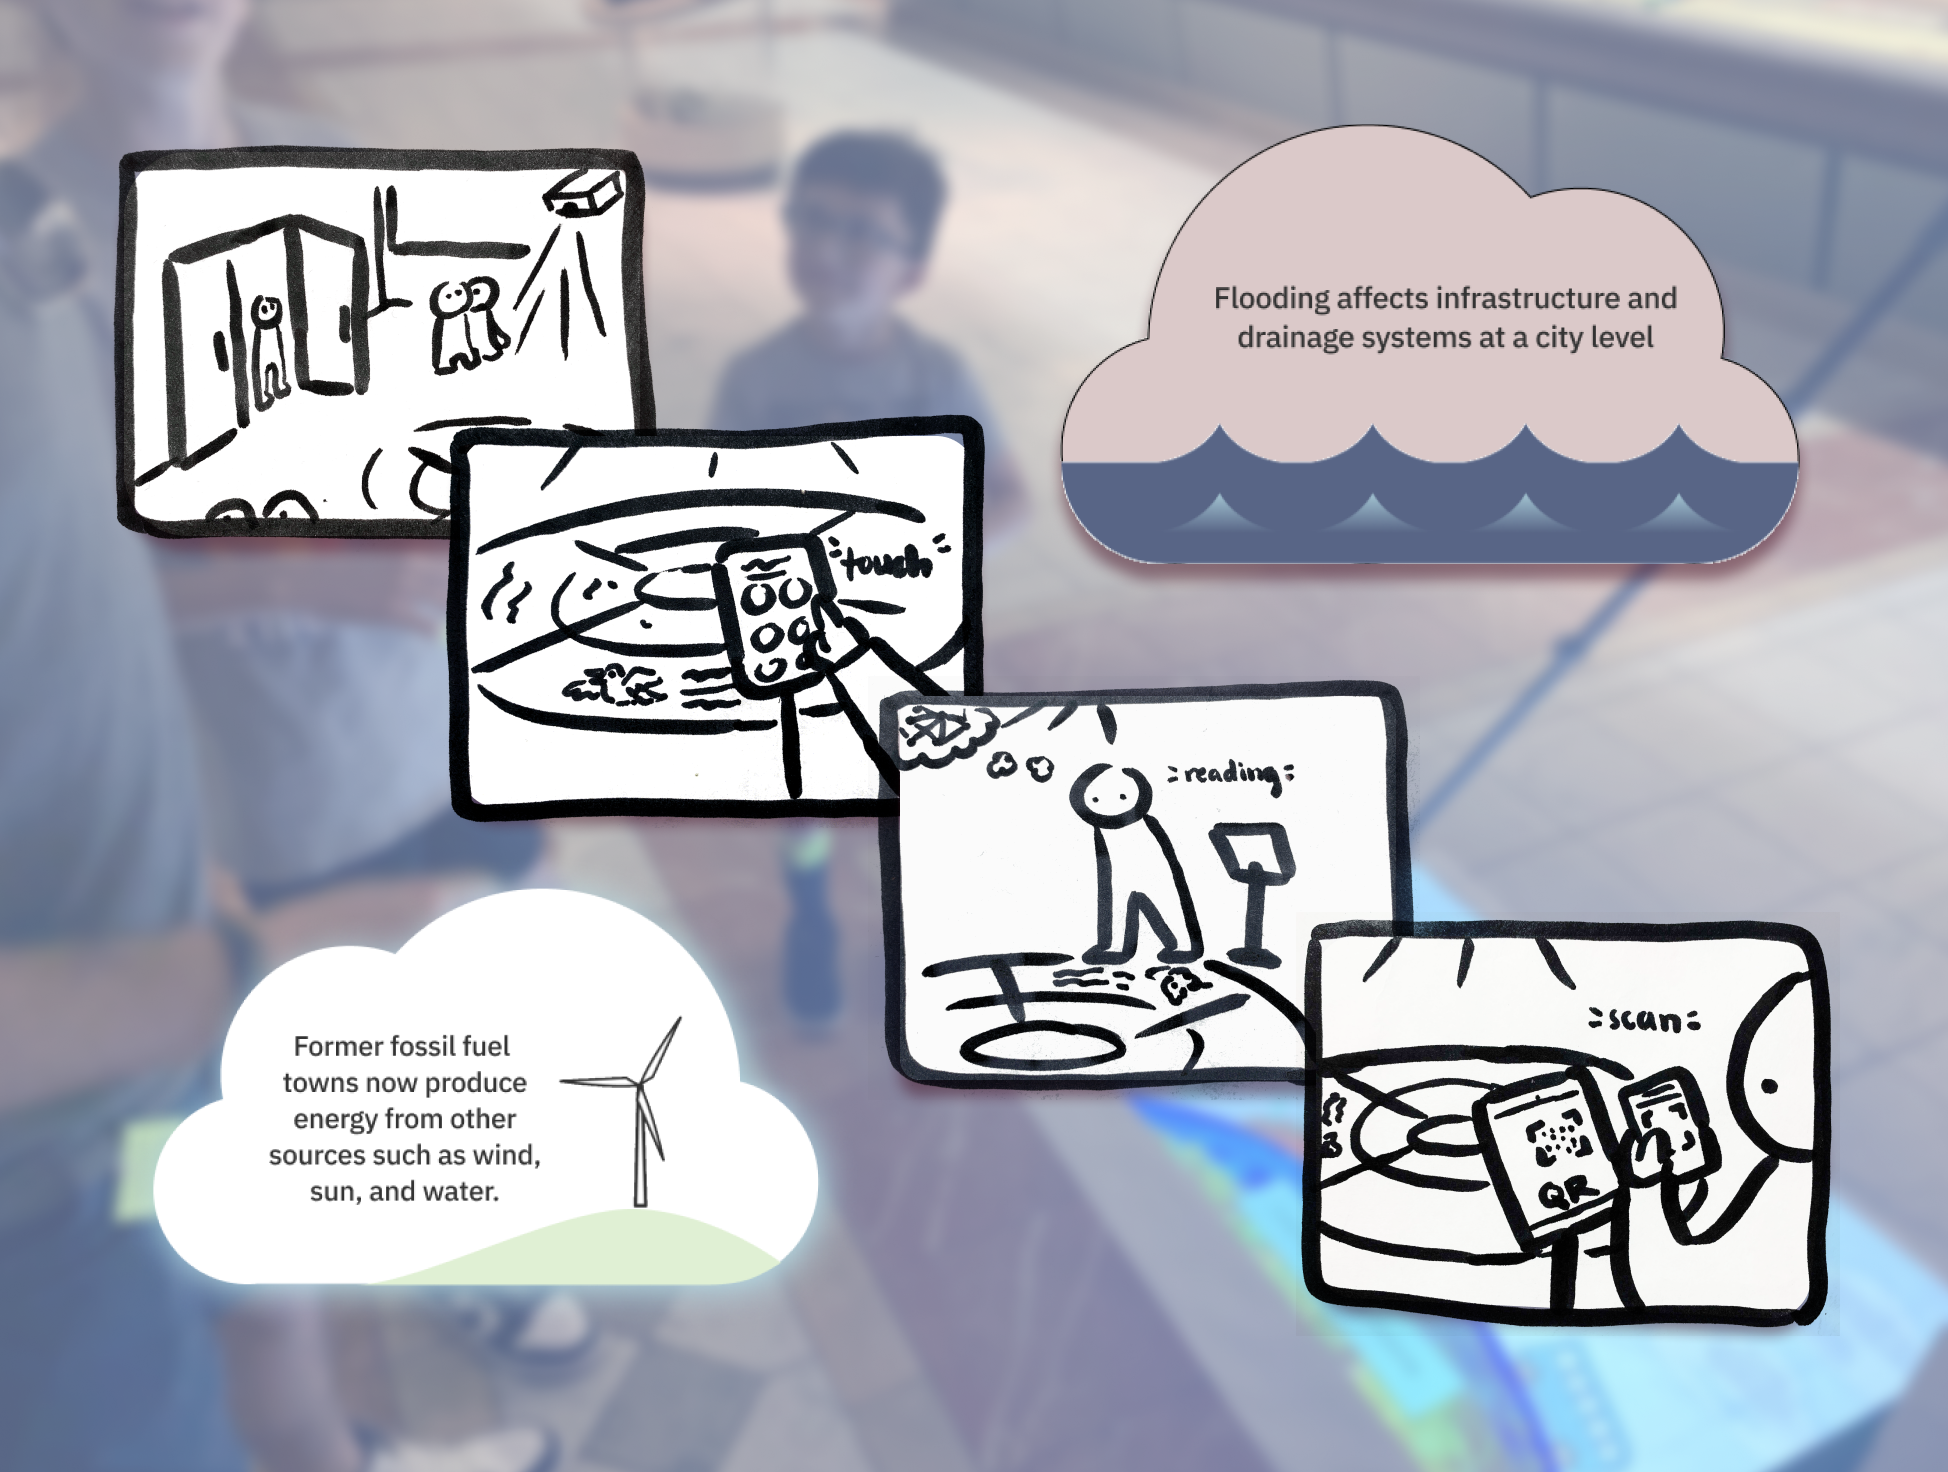 Flooding affects infrastructure and
drainage systems at a city level
touch
reading
scan
QR
Former fossil fuel
towns now produce
energy from other
sources such as wind,
sun, and water.